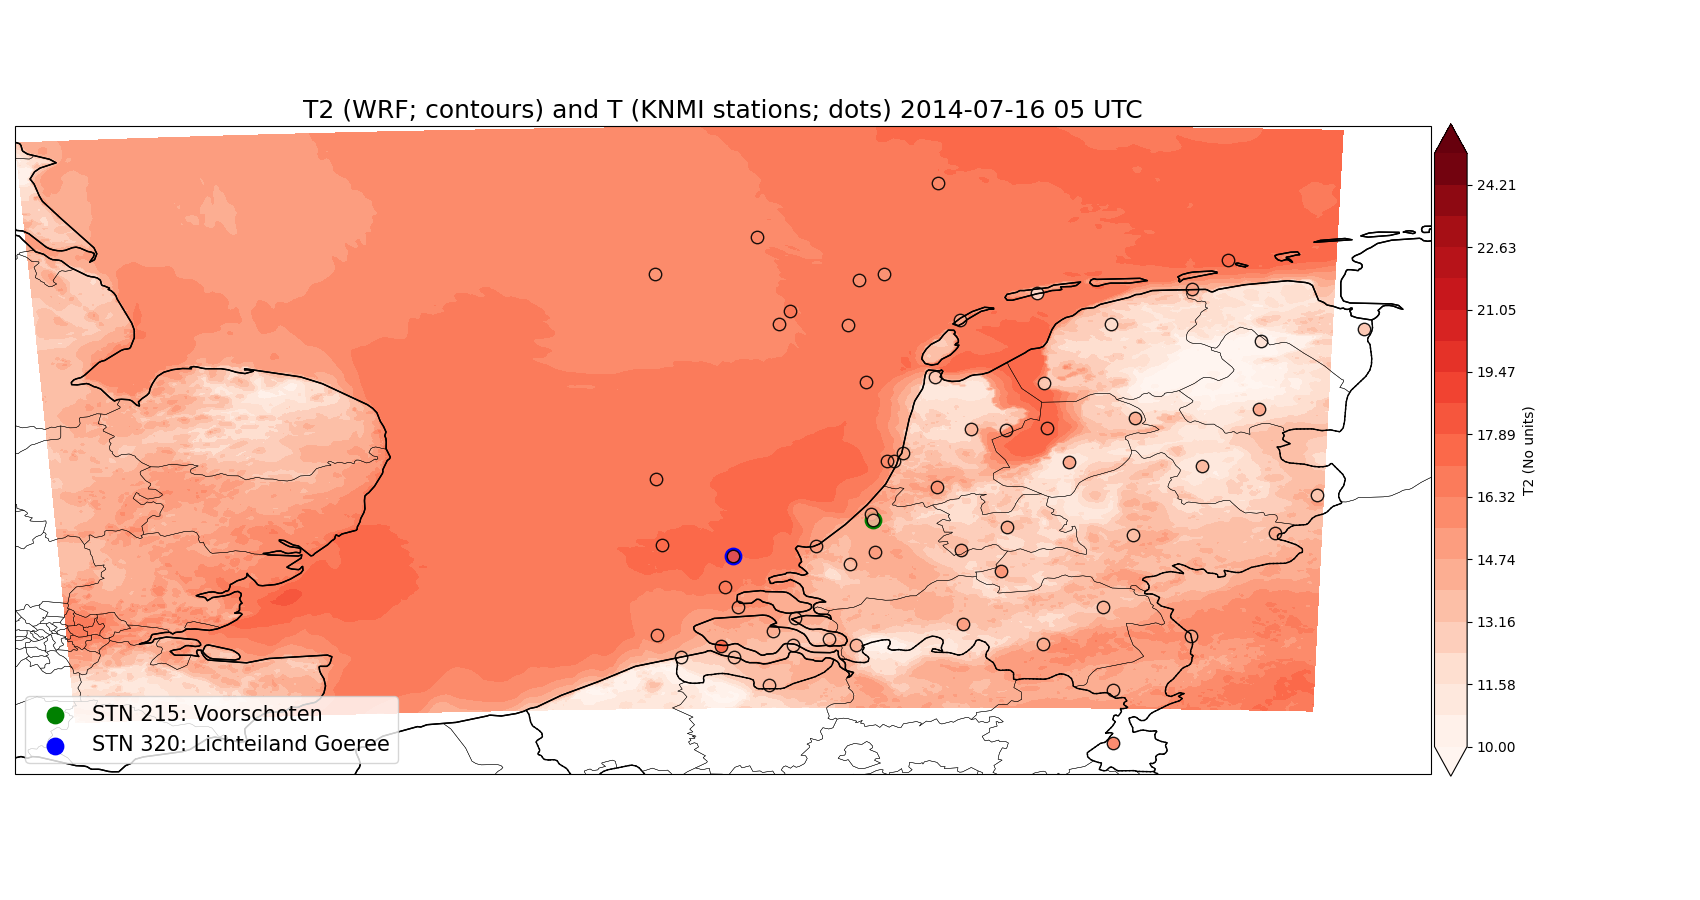 T2 (WRF; contours) and T (KNMI stations; dots) 2014-07-16 05 UTC
24.21
22.63
21.05
19.47
17.89
16.32
14.74
13.16
11.58
10.00
T2 (No units)
STN 215: Voorschoten
STN 320: Lichteiland Goeree